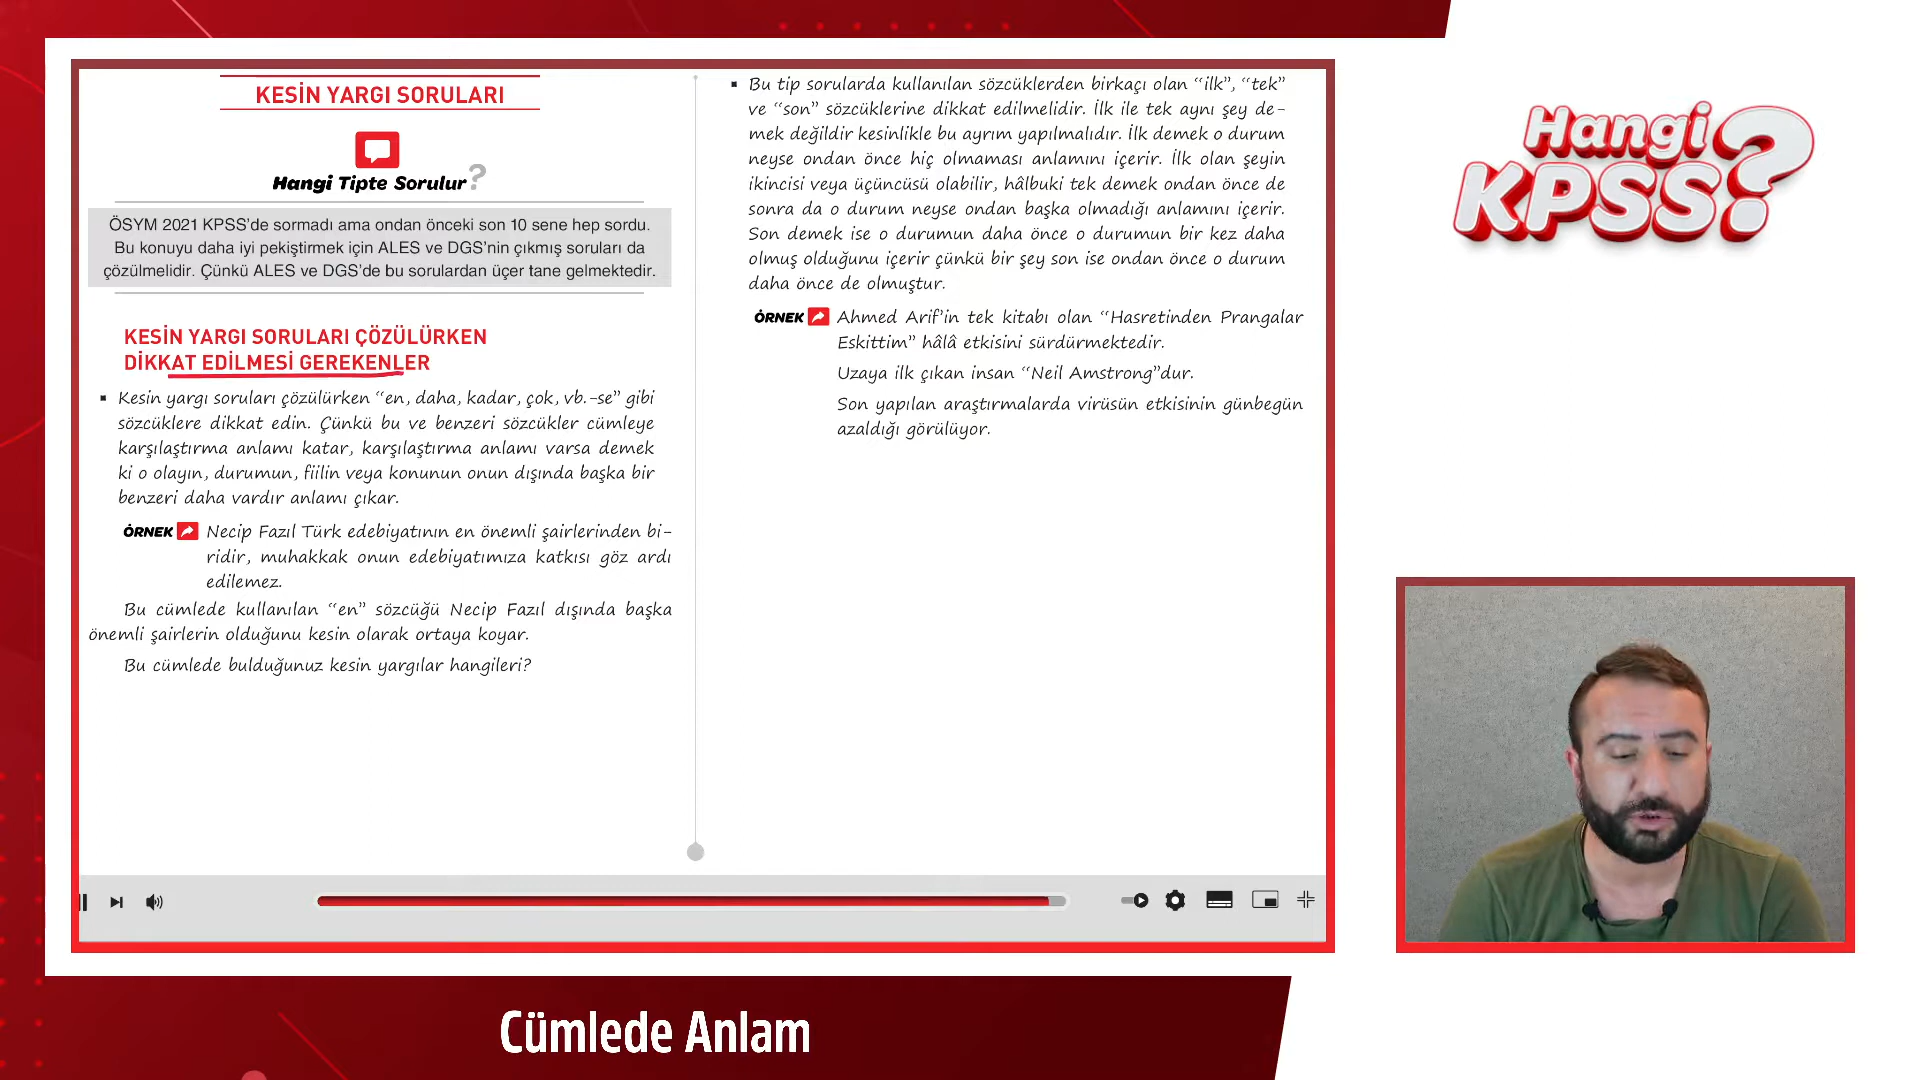 KESİN YARGI SORULARI
Hangi Tipte Sorulur?
ÖSYM 2021 KPSS'de sormadı ama ondan önceki son 10 sene hep sordu.
Bu konuyu daha iyi pekiştirmek için ALES ve DGS'nin çıkmış soruları da
çözülmelidir. Çünkü ALES ve DGS'de bu sorulardan üçer tane gelmektedir.
KESİN YARGI SORULARI ÇÖZÜLÜRKEN
DİKKAT EDİLMESİ GEREKENLER
▪ Kesin yargı soruları çözülürken “en, daha, kadar, çok, vb.-se” gibi
sözcüklere dikkat edin. Çünkü bu ve benzeri sözcükler cümleye
karşılaştırma anlamı katar, karşılaştırma anlamı varsa demek
ki o olayın, durumun, fiilin veya konunun onun dışında başka bir
benzeri daha vardır anlamı çıkar.
ÖRNEK Necip Fazıl Türk edebiyatının en önemli şairlerinden bi-
ridir, muhakkak onun edebiyatımıza katkısı göz ardı
edilemez.
Bu cümlede kullanılan “en” sözcüğü Necip Fazıl dışında başka
önemli şairlerin olduğunu kesin olarak ortaya koyar.
Bu cümlede bulduğunuz kesin yargılar hangileri?
▪ Bu tip sorularda kullanılan sözcüklerden birkaçı olan “ilk”, “tek”
ve “son” sözcüklerine dikkat edilmelidir. İlk ile tek aynı şey de-
mek değildir kesinlikle bu ayrım yapılmalıdır. İlk demek o durum
neyse ondan önce hiç olmaması anlamını içerir. İlk olan şeyin
ikincisi veya üçüncüsü olabilir, hâlbuki tek demek ondan önce de
sonra da o durum neyse ondan başka olmadığı anlamını içerir.
Son demek ise o durumun daha önce o durumun bir kez daha
olmuş olduğunu içerir çünkü bir şey son ise ondan önce o durum
daha önce de olmuştur.
ÖRNEK Ahmed Arif'in tek kitabı olan “Hasretinden Prangalar
Eskittim” hâlâ etkisini sürdürmektedir.
Uzaya ilk çıkan insan “Neil Amstrong”dur.
Son yapılan araştırmalarda virüsün etkisinin günbegün
azaldığı görülüyor.
Hangi
KPSS?
Cümlede Anlam